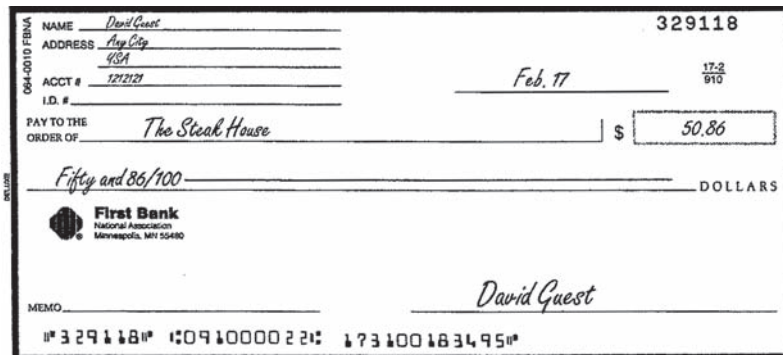 NAME David Guest 329118
ADDRESS Any City
USA
ACCT # 1212121 Feb. 17 17-2
910
I.D. #
PAY TO THE
ORDER OF The Steak House $ 50.86
Fifty and 86/100 DOLLARS
First Bank
National Association
Minneapolis, MN 55480
David Guest
MEMO
⑈329118⑈ ⑆091000022⑆ 173100183495⑈
064-0010 FBNA
DELUXE